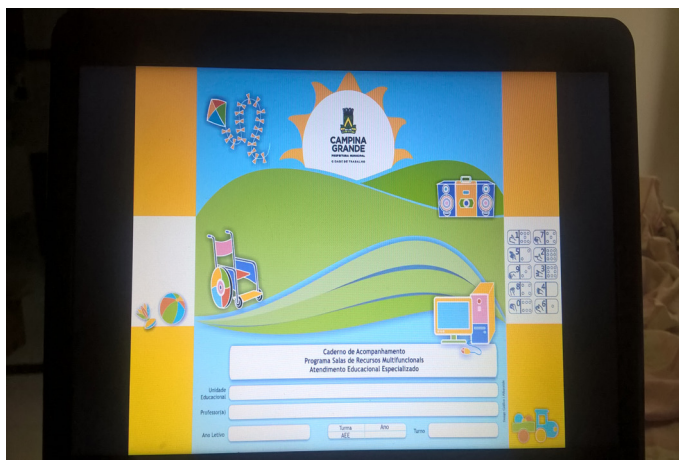 CAMPINA
GRANDE
PREFEITURA MUNICIPAL
Caderno de Acompanhamento
Programa Salas de Recursos Multifuncionais
Atendimento Educacional Especializado
Unidade
Educacional
Professor(a)
Ano Letivo
Turma Ano
AEE
Turno